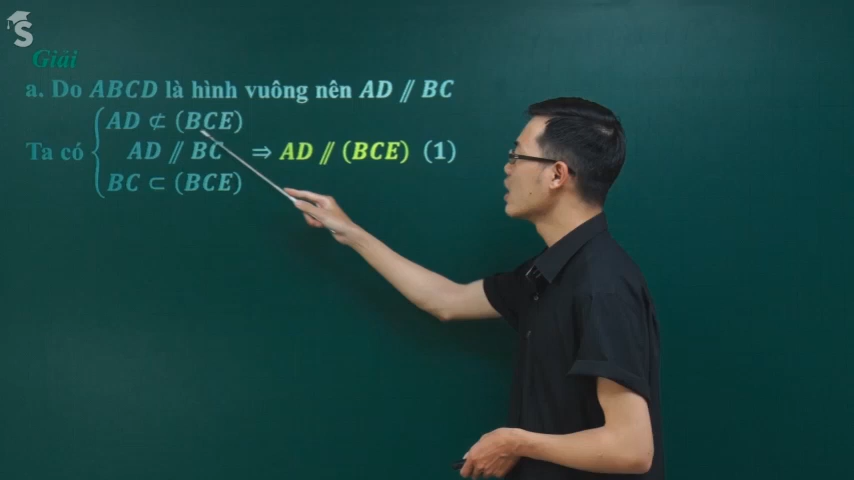 S
Giải
a. Do ABCD là hình vuông nên AD ⫽ BC
Ta có { AD ⊄ (BCE)
AD ⫽ BC ⇒ AD ⫽ (BCE) (1)
BC ⊂ (BCE)